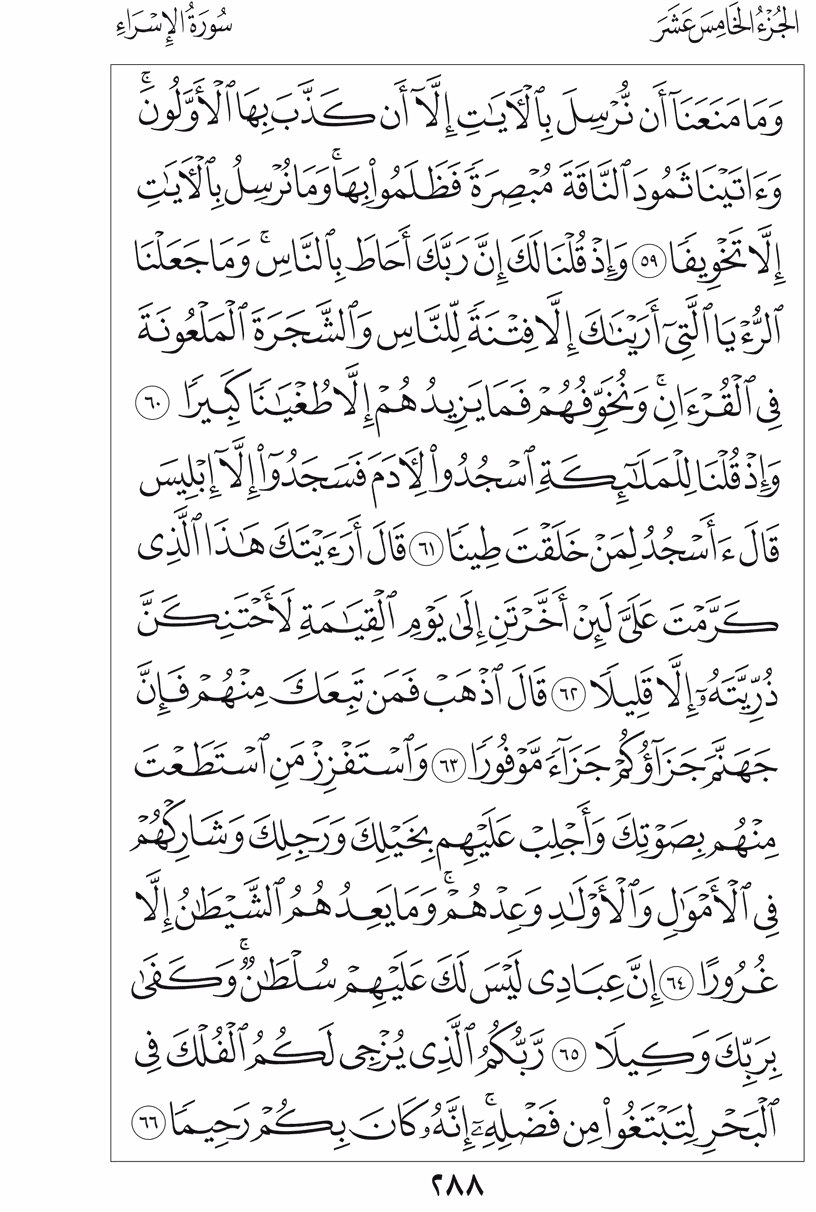 الجُزْءُ الخَامِسَ عَشَرَ
سُورَةُ الإِسْرَاءِ
وَمَا مَنَعَنَآ أَن نُّرْسِلَ بِٱلْـَٔايَـٰتِ إِلَّآ أَن كَذَّبَ بِهَا ٱلْأَوَّلُونَ ۚ
وَءَاتَيْنَا ثَمُودَ ٱلنَّاقَةَ مُبْصِرَةً فَظَلَمُوا۟ بِهَا ۚ وَمَا نُرْسِلُ بِٱلْـَٔايَـٰتِ
إِلَّا تَخْوِيفًا ٥٩ وَإِذْ قُلْنَا لَكَ إِنَّ رَبَّكَ أَحَاطَ بِٱلنَّاسِ ۚ وَمَا جَعَلْنَا
ٱلرُّءْيَا ٱلَّتِىٓ أَرَيْنَـٰكَ إِلَّا فِتْنَةً لِّلنَّاسِ وَٱلشَّجَرَةَ ٱلْمَلْعُونَةَ
فِى ٱلْقُرْءَانِ ۚ وَنُخَوِّفُهُمْ فَمَا يَزِيدُهُمْ إِلَّا طُغْيَـٰنًا كَبِيرًا ٦٠
وَإِذْ قُلْنَا لِلْمَلَـٰٓئِكَةِ ٱسْجُدُوا۟ لِـَٔادَمَ فَسَجَدُوٓا۟ إِلَّآ إِبْلِيسَ
قَالَ ءَأَسْجُدُ لِمَنْ خَلَقْتَ طِينًا ٦١ قَالَ أَرَءَيْتَكَ هَـٰذَا ٱلَّذِى
كَرَّمْتَ عَلَىَّ لَئِنْ أَخَّرْتَنِ إِلَىٰ يَوْمِ ٱلْقِيَـٰمَةِ لَأَحْتَنِكَنَّ
ذُرِّيَّتَهُۥٓ إِلَّا قَلِيلًا ٦٢ قَالَ ٱذْهَبْ فَمَن تَبِعَكَ مِنْهُمْ فَإِنَّ
جَهَنَّمَ جَزَآؤُكُمْ جَزَآءً مَّوْفُورًا ٦٣ وَٱسْتَفْزِزْ مَنِ ٱسْتَطَعْتَ
مِنْهُم بِصَوْتِكَ وَأَجْلِبْ عَلَيْهِم بِخَيْلِكَ وَرَجِلِكَ وَشَارِكْهُمْ
فِى ٱلْأَمْوَٰلِ وَٱلْأَوْلَـٰدِ وَعِدْهُمْ ۚ وَمَا يَعِدُهُمُ ٱلشَّيْطَـٰنُ إِلَّا
غُرُورًا ٦٤ إِنَّ عِبَادِى لَيْسَ لَكَ عَلَيْهِمْ سُلْطَـٰنٌ ۚ وَكَفَىٰ
بِرَبِّكَ وَكِيلًا ٦٥ رَّبُّكُمُ ٱلَّذِى يُزْجِى لَكُمُ ٱلْفُلْكَ فِى
ٱلْبَحْرِ لِتَبْتَغُوا۟ مِن فَضْلِهِۦٓ ۚ إِنَّهُۥ كَانَ بِكُمْ رَحِيمًا ٦٦
٢٨٨